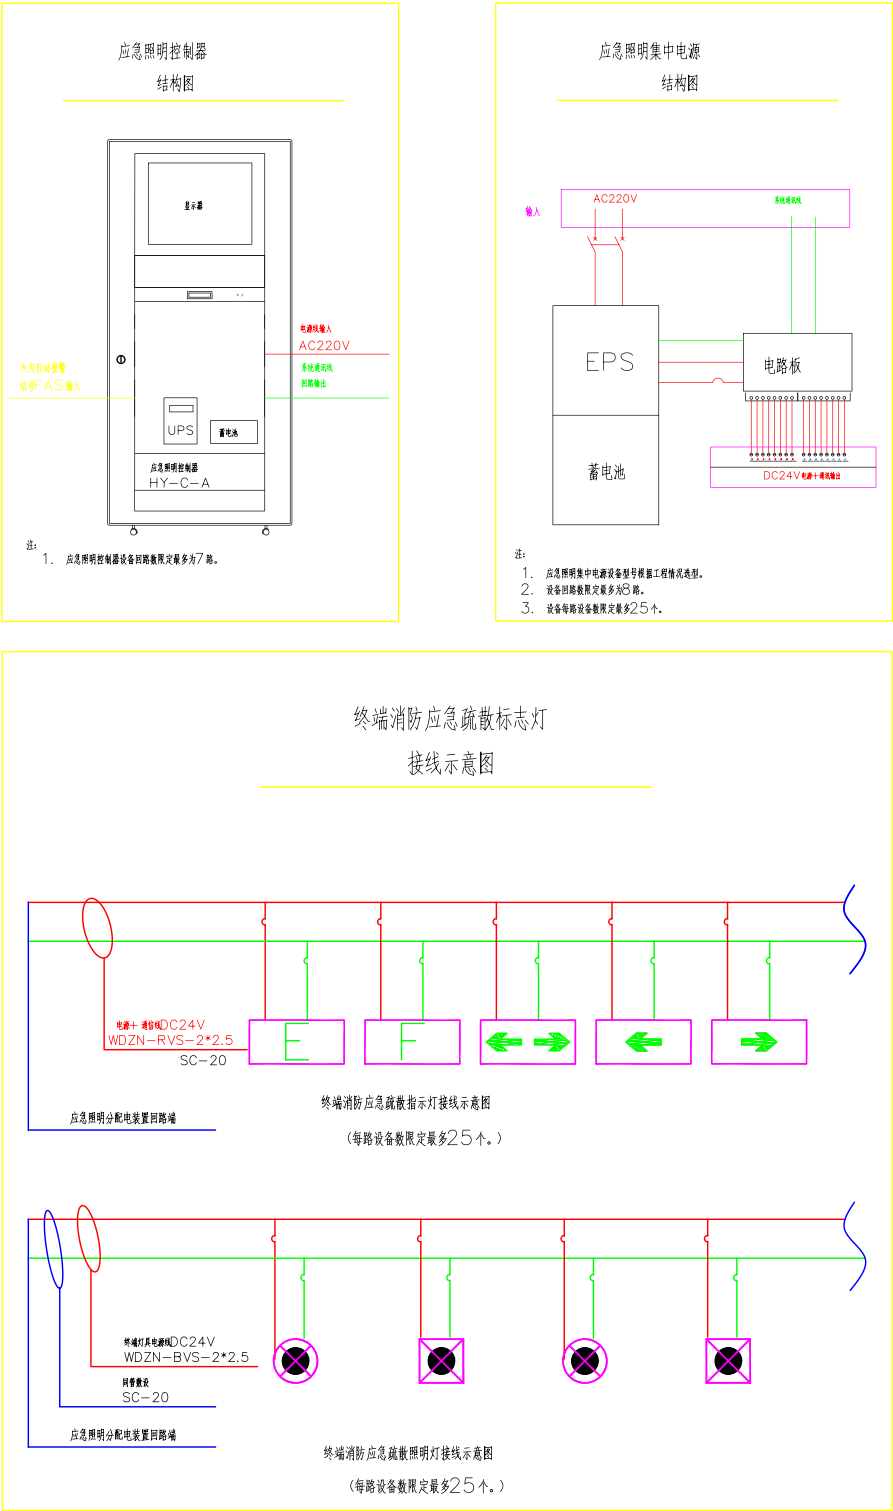 应急照明控制器
结构图
显示器
电源线输入
AC220V
系统通讯线
回路输出
火灾自动报警
信号FAS输入
UPS
蓄电池
应急照明控制器
HY-C-A
注:
1. 应急照明控制器设备回路数限定最多为7路。
应急照明集中电源
结构图
输入
AC220V
系统通讯线
EPS
电路板
蓄电池
DC24V电源+通讯输出
注:
1. 应急照明集中电源设备型号根据工程情况选型。
2. 设备回路数限定最多为8路。
3. 设备每路设备数限定最多25个。
终端消防应急疏散标志灯
接线示意图
电源+通信线DC24V
WDZN-RVS-2*2.5
SC-20
E
F
应急照明分配电装置回路端
终端消防应急疏散指示灯接线示意图
(每路设备数限定最多25个。)
终端灯具电源线DC24V
WDZN-BVS-2*2.5
同管敷设
SC-20
应急照明分配电装置回路端
终端消防应急疏散照明灯接线示意图
(每路设备数限定最多25个。)